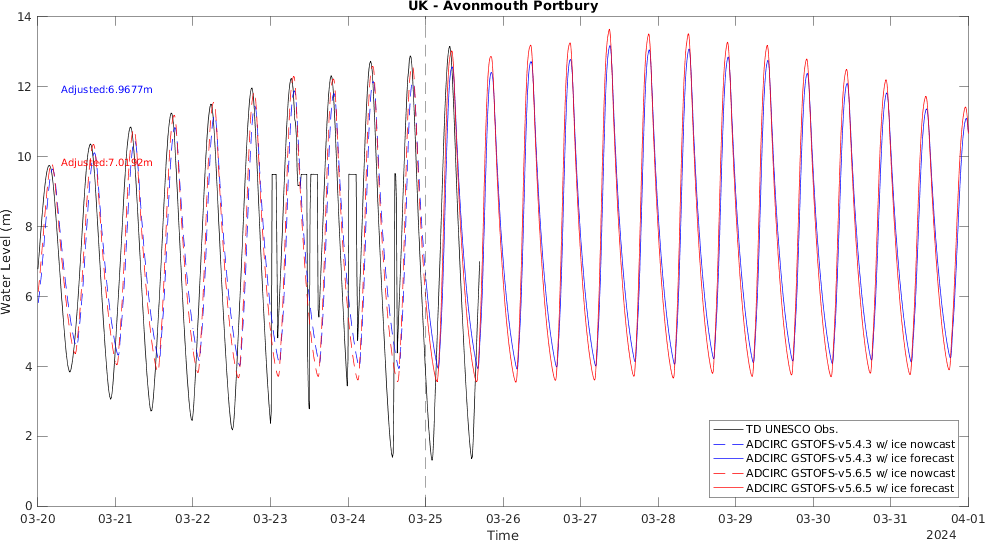 UK - Avonmouth Portbury
14
12
10
8
6
4
2
0
Water Level (m)
Adjusted:6.9677m
Adjusted:7.0192m
TD UNESCO Obs.
ADCIRC GSTOFS-v5.4.3 w/ ice nowcast
ADCIRC GSTOFS-v5.4.3 w/ ice forecast
ADCIRC GSTOFS-v5.6.5 w/ ice nowcast
ADCIRC GSTOFS-v5.6.5 w/ ice forecast
03-20 03-21 03-22 03-23 03-24 03-25 03-26 03-27 03-28 03-29 03-30 03-31 04-01
Time
2024